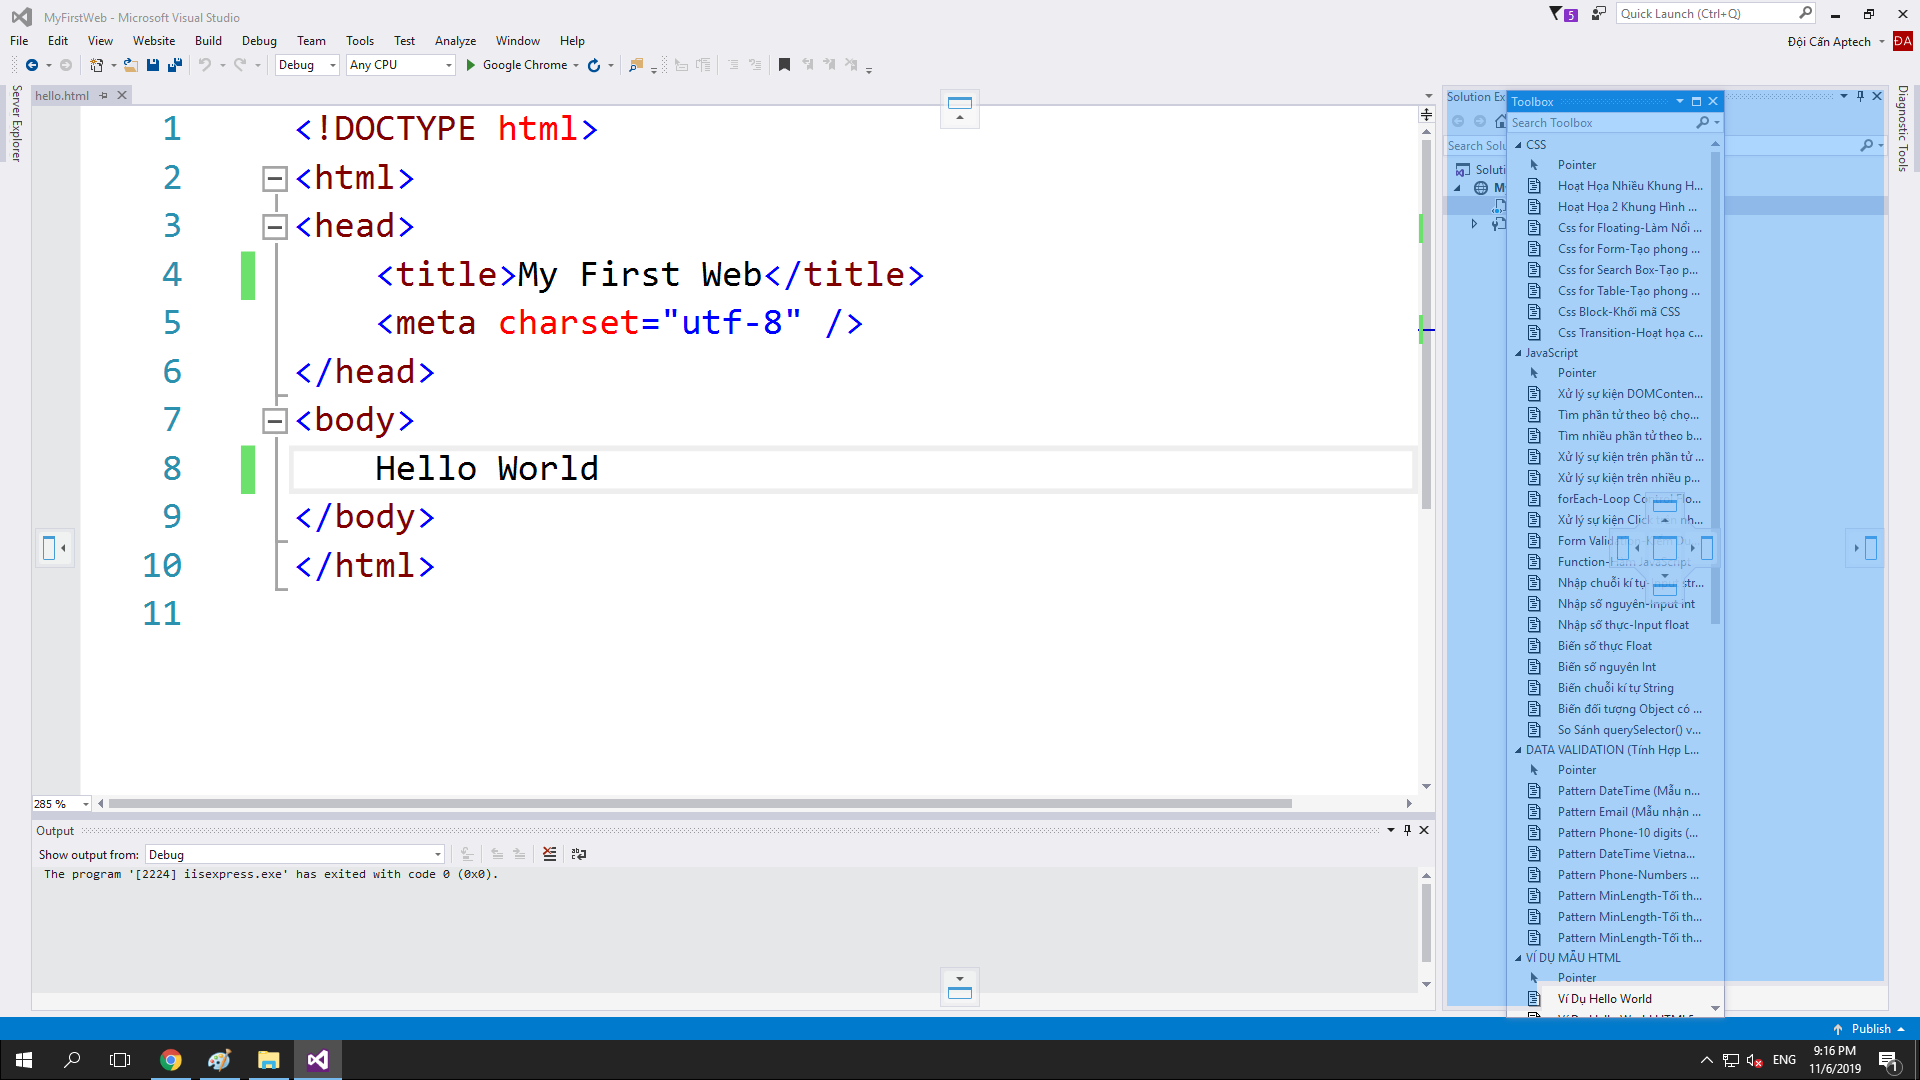 MyFirstWeb - Microsoft Visual Studio
5
Quick Launch (Ctrl+Q)
File Edit View Website Build Debug Team Tools Test Analyze Window Help
Đội Cấn Aptech
ĐA
Debug
Any CPU
Google Chrome
Server Explorer
hello.html
1 <!DOCTYPE html>
2 <html>
3 <head>
4 <title>My First Web</title>
5 <meta charset="utf-8" />
6 </head>
7 <body>
8 Hello World
9 </body>
10 </html>
11
285 %
Output
Show output from: Debug
The program '[2224] iisexpress.exe' has exited with code 0 (0x0).
Solution Ex
Search Solu
Soluti
M
Toolbox
Search Toolbox
CSS
Pointer
Hoạt Họa Nhiều Khung H...
Hoạt Họa 2 Khung Hình ...
Css for Floating-Làm Nổi ...
Css for Form-Tạo phong ...
Css for Search Box-Tạo p...
Css for Table-Tạo phong ...
Css Block-Khối mã CSS
Css Transition-Hoạt họa c...
JavaScript
Pointer
Xử lý sự kiện DOMConten...
Tìm phần tử theo bộ chọ...
Tìm nhiều phần tử theo b...
Xử lý sự kiện trên phần tử ...
Xử lý sự kiện trên nhiều p...
forEach-Loop
Xử lý sự kiện Click
Form
Function-
Nhập chuỗi kí tự-
Nhập số nguyên-Input int
Nhập số thực-Input float
Biến số thực Float
Biến số nguyên Int
Biến chuỗi kí tự String
Biến đối tượng Object có ...
So Sánh querySelector() v...
DATA VALIDATION (Tính Hợp L...
Pointer
Pattern DateTime (Mẫu n...
Pattern Email (Mẫu nhận ...
Pattern Phone-10 digits (...
Pattern DateTime Vietna...
Pattern Phone-Numbers ...
Pattern MinLength-Tối th...
Pattern MinLength-Tối th...
Pattern MinLength-Tối th...
VÍ DỤ MẪU HTML
Pointer
Ví Dụ Hello World
Diagnostic Tools
Publish
ENG
9:16 PM
11/6/2019
1